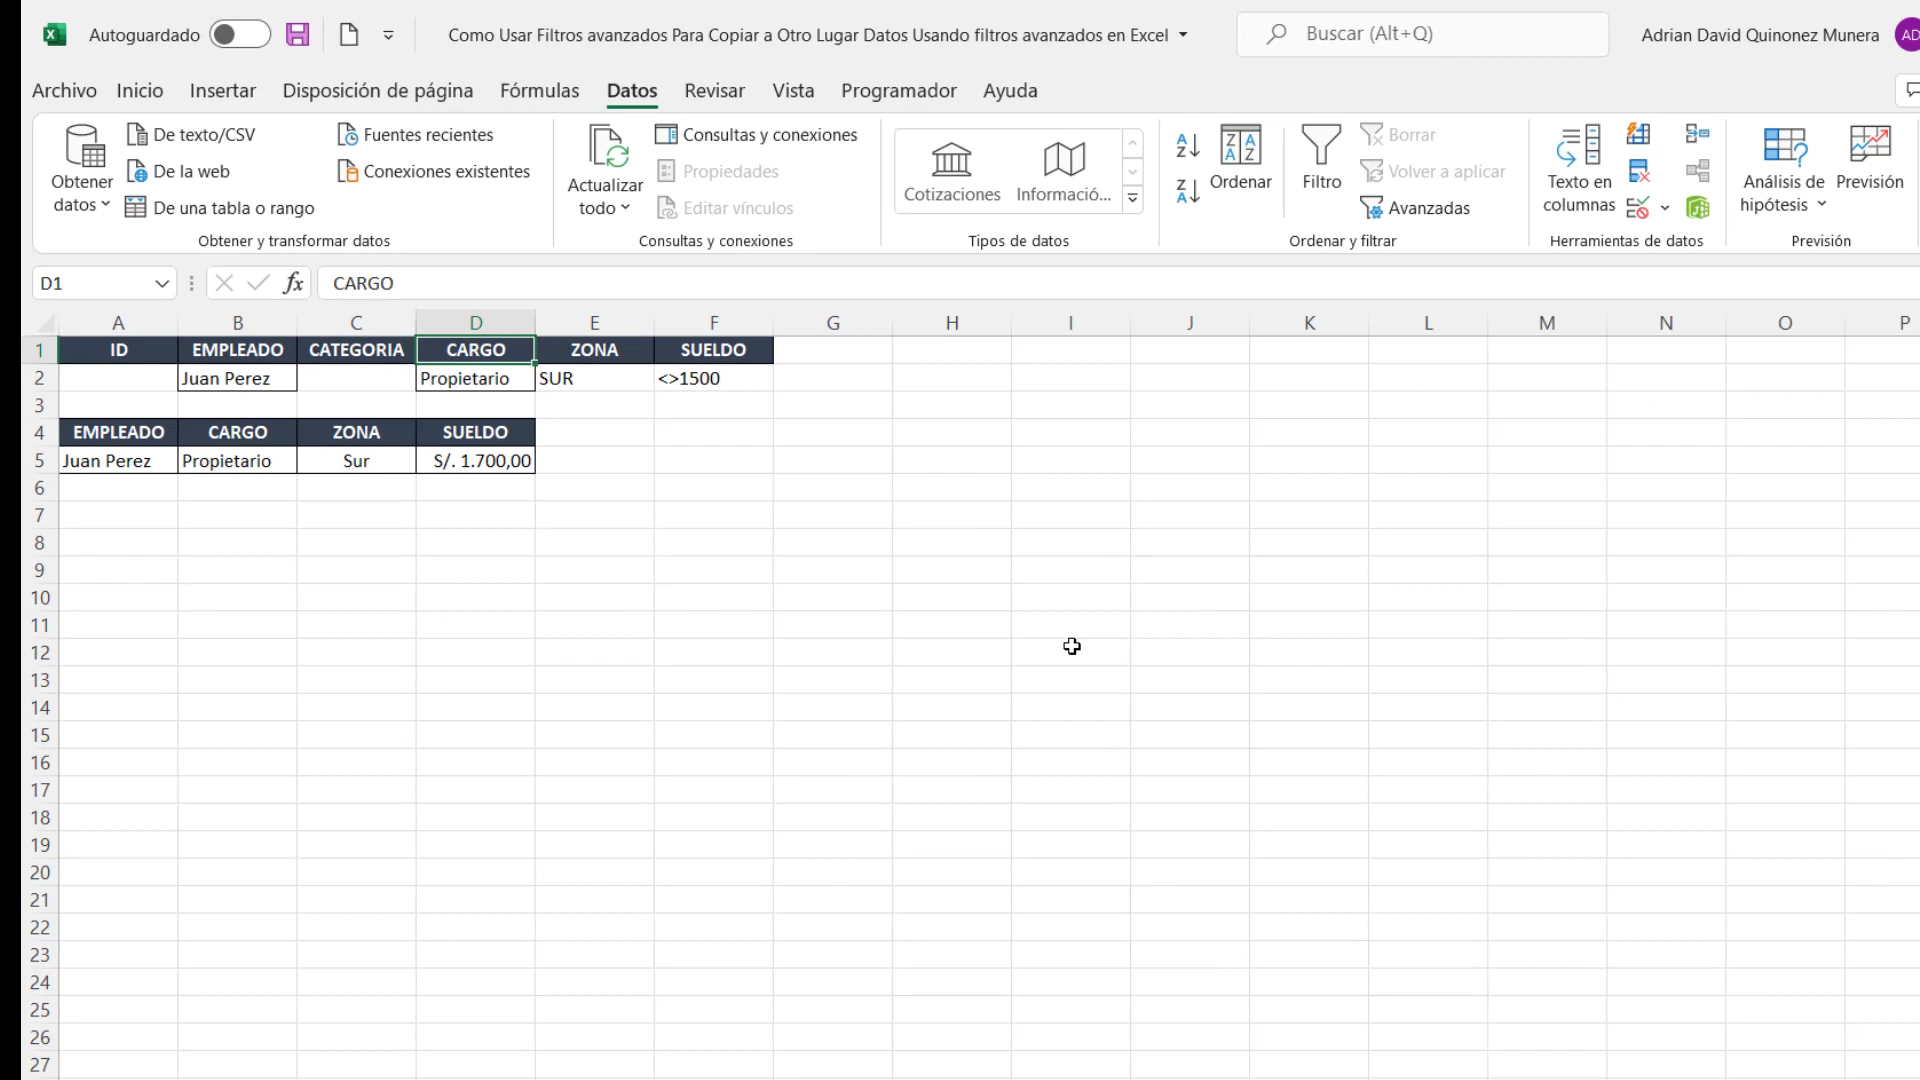 Autoguardado
Como Usar Filtros avanzados Para Copiar a Otro Lugar Datos Usando filtros avanzados en Excel
Buscar (Alt+Q)
Adrian David Quinonez Munera
AD
Archivo Inicio Insertar Disposición de página Fórmulas Datos Revisar Vista Programador Ayuda
Obtener datos
De texto/CSV
De la web
De una tabla o rango
Fuentes recientes
Conexiones existentes
Obtener y transformar datos
Actualizar todo
Consultas y conexiones
Propiedades
Editar vínculos
Consultas y conexiones
Cotizaciones
Informació...
Tipos de datos
Ordenar
Filtro
Borrar
Volver a aplicar
Avanzadas
Ordenar y filtrar
Texto en columnas
Herramientas de datos
Análisis de hipótesis
Previsión
Previsión
D1
fx
CARGO
A B C D E F G H I J K L M N O P
1 ID EMPLEADO CATEGORIA CARGO ZONA SUELDO
2 Juan Perez Propietario SUR <>1500
3
4 EMPLEADO CARGO ZONA SUELDO
5 Juan Perez Propietario Sur S/. 1.700,00
6
7
8
9
10
11
12
13
14
15
16
17
18
19
20
21
22
23
24
25
26
27